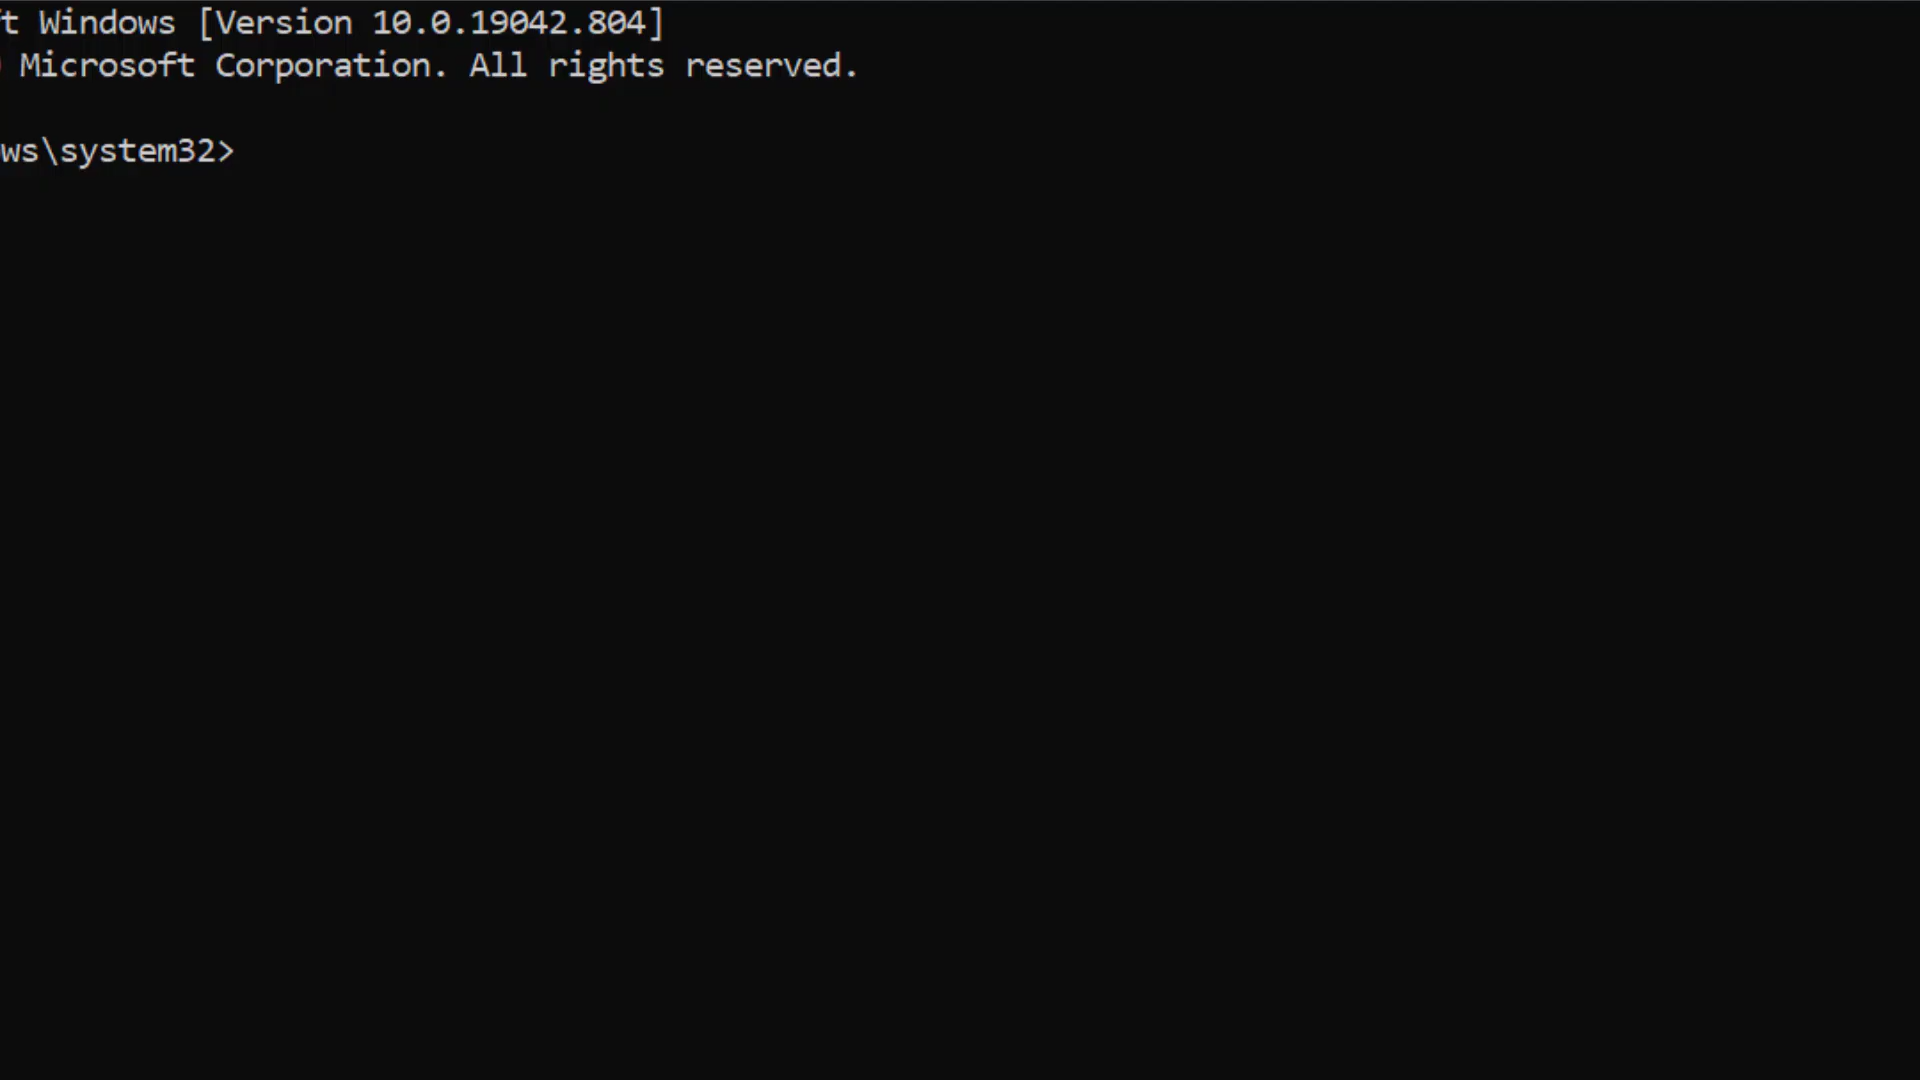 t Windows [Version 10.0.19042.804]
Microsoft Corporation. All rights reserved.
ws\system32>